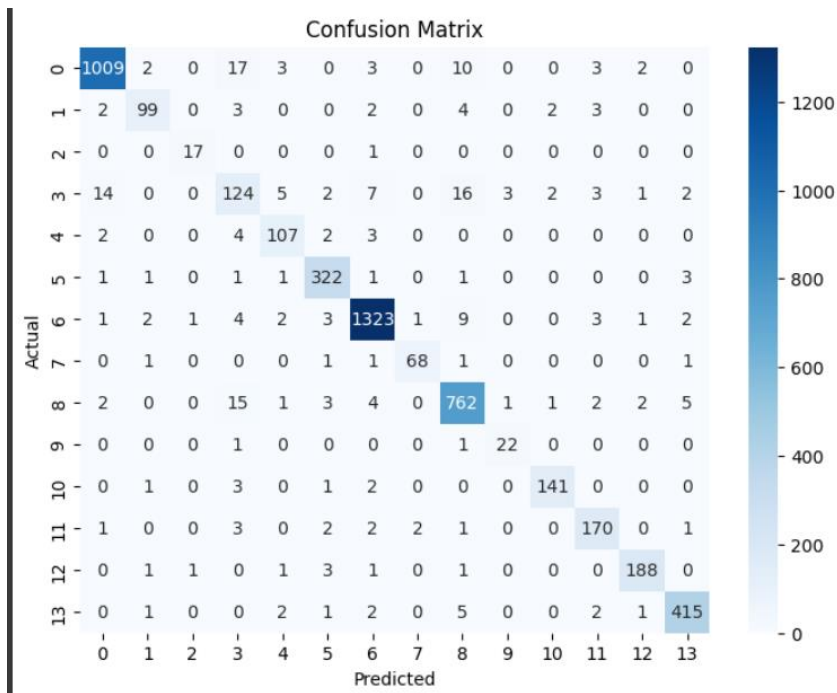 Confusion Matrix
0 1009 2 0 17 3 0 3 0 10 0 0 3 2 0
1 2 99 0 3 0 0 2 0 4 0 2 3 0 0
2 0 0 17 0 0 0 1 0 0 0 0 0 0 0
3 14 0 0 124 5 2 7 0 16 3 2 3 1 2
4 2 0 0 4 107 2 3 0 0 0 0 0 0 0
5 1 1 0 1 1 322 1 0 1 0 0 0 0 3
6 1 2 1 4 2 3 1323 1 9 0 0 3 1 2
7 0 1 0 0 0 1 1 68 1 0 0 0 0 1
8 2 0 0 15 1 3 4 0 762 1 1 2 2 5
9 0 0 0 1 0 0 0 0 1 22 0 0 0 0
10 0 1 0 3 0 1 2 0 0 0 141 0 0 0
11 1 0 0 3 0 2 2 2 1 0 0 170 0 1
12 0 1 1 0 1 3 1 0 1 0 0 0 188 0
13 0 1 0 0 2 1 2 0 5 0 0 2 1 415
0 1 2 3 4 5 6 7 8 9 10 11 12 13
Predicted
Actual
1200
1000
800
600
400
200
0